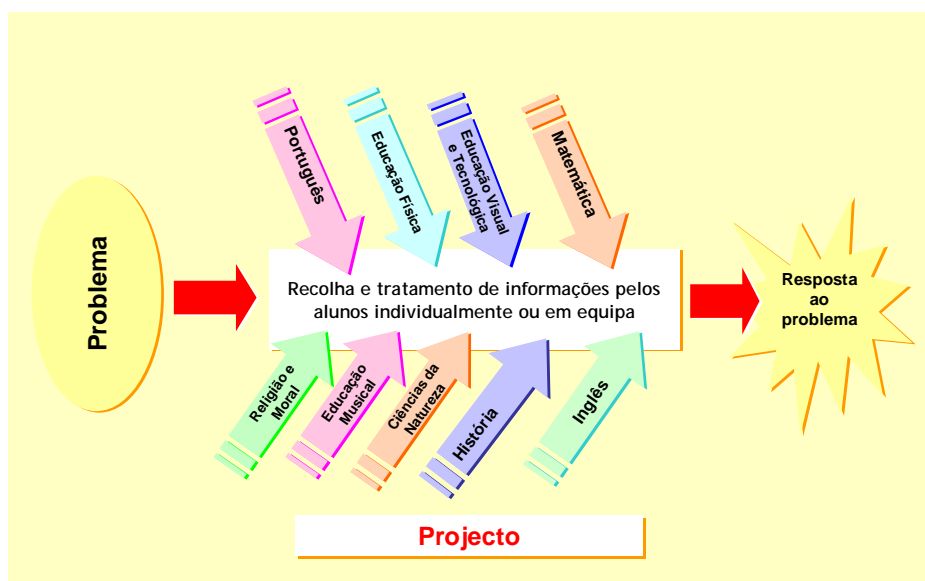 Português
Educação Física
Educação Visual
e Tecnológica
Matemática
Problema
Recolha e tratamento de informações pelos
alunos individualmente ou em equipa
Resposta
ao
problema
Religião e
Moral
Educação
Musical
Ciências da
Natureza
História
Inglês
Projecto